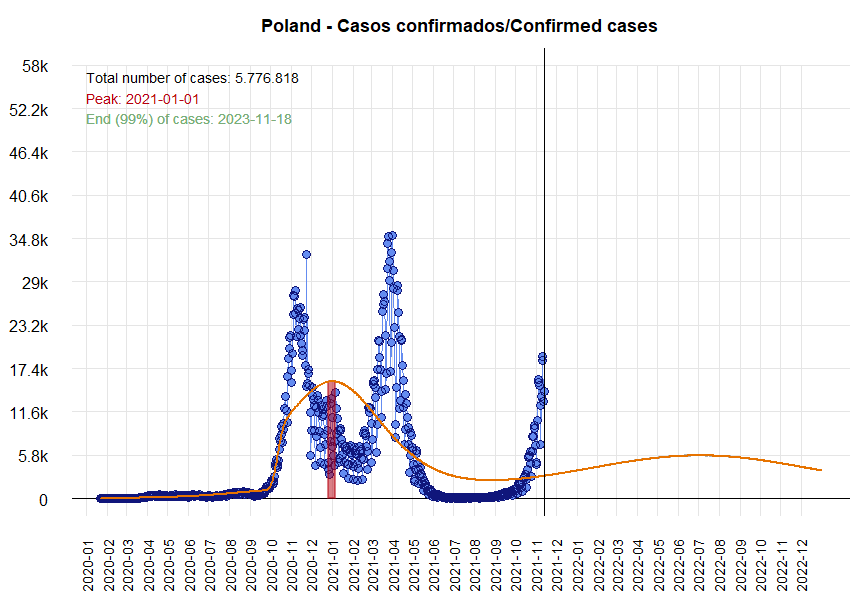 Poland - Casos confirmados/Confirmed cases
58k
Total number of cases: 5.776.818
Peak: 2021-01-01
End (99%) of cases: 2023-11-18
52.2k
46.4k
40.6k
34.8k
29k
23.2k
17.4k
11.6k
5.8k
0
2020-01
2020-02
2020-03
2020-04
2020-05
2020-06
2020-07
2020-08
2020-09
2020-10
2020-11
2020-12
2021-01
2021-02
2021-03
2021-04
2021-05
2021-06
2021-07
2021-08
2021-09
2021-10
2021-11
2021-12
2022-01
2022-02
2022-03
2022-04
2022-05
2022-06
2022-07
2022-08
2022-09
2022-10
2022-11
2022-12